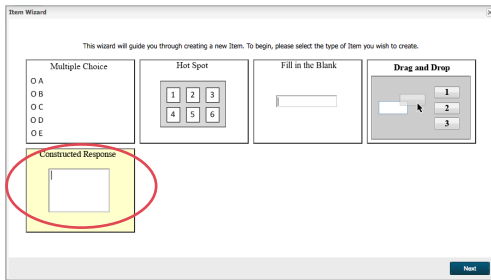 Item Wizard
This wizard will guide you through creating a new Item. To begin, please select the type of Item you wish to create.
Multiple Choice
O A
O B
O C
O D
O E
Hot Spot
1 2 3
4 5 6
Fill in the Blank
Drag and Drop
1
2
3
Constructed Response
Next